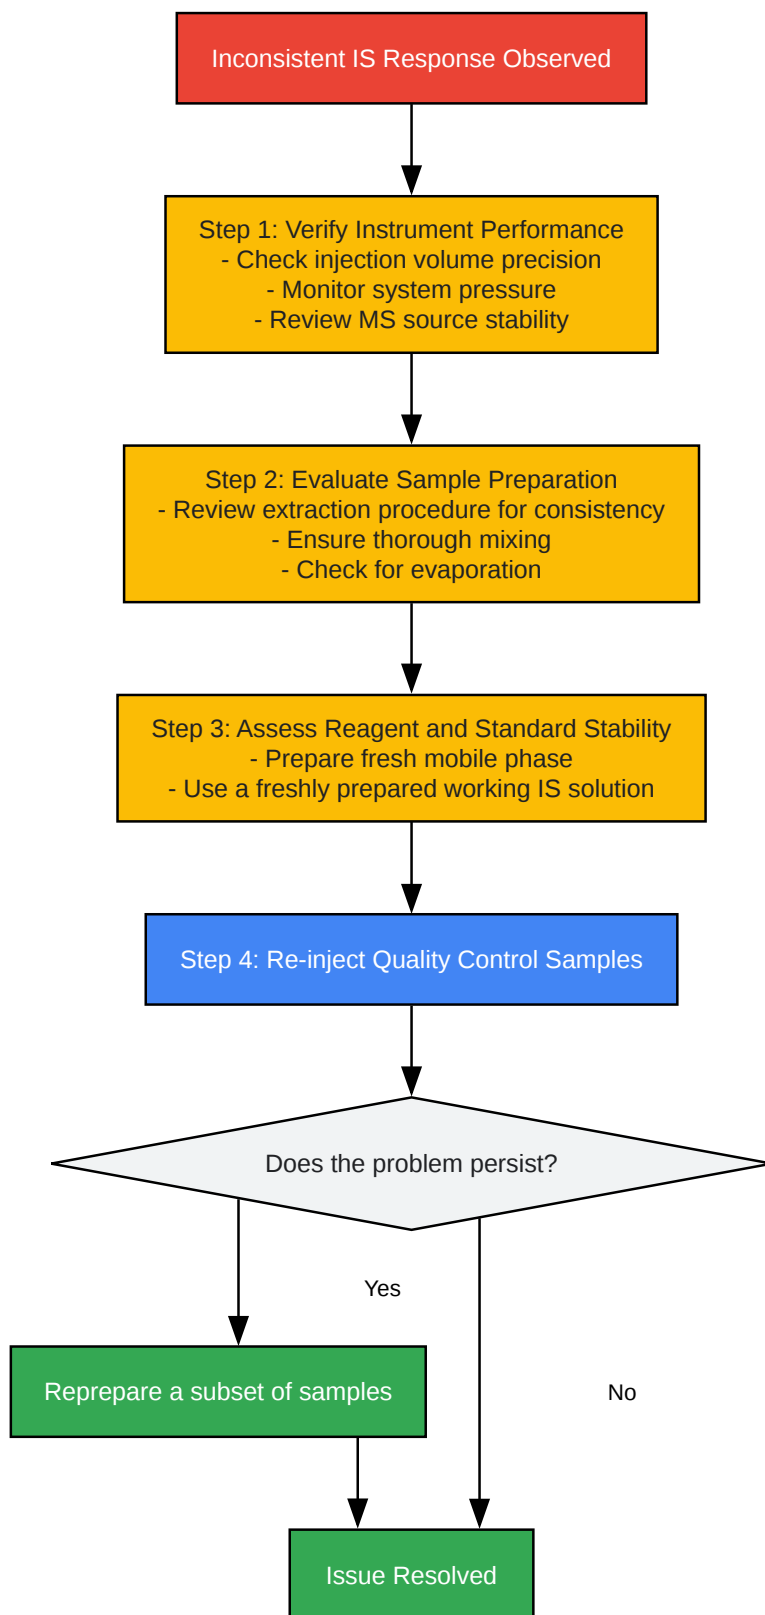 Inconsistent IS Response Observed
Step 1: Verify Instrument Performance
- Check injection volume precision
- Monitor system pressure
- Review MS source stability
Step 2: Evaluate Sample Preparation
- Review extraction procedure for consistency
- Ensure thorough mixing
- Check for evaporation
Step 3: Assess Reagent and Standard Stability
- Prepare fresh mobile phase
- Use a freshly prepared working IS solution
Step 4: Re-inject Quality Control Samples
Does the problem persist?
Yes
Reprepare a subset of samples
No
Issue Resolved